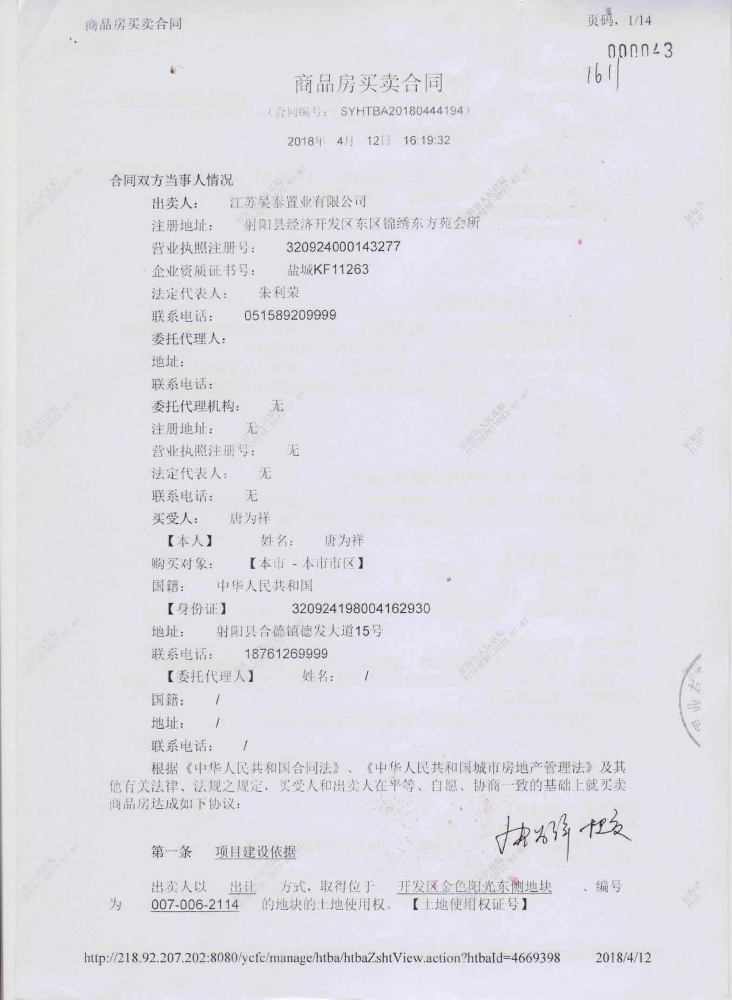 商品房买卖合同
页码，1/14
000043
1611
商品房买卖合同
（合同编号： SYHTBA20180444194）
2018年 4月 12日 16:19:32
合同双方当事人情况
出卖人： 江苏昊泰置业有限公司
注册地址： 射阳县经济开发区东区锦绣东方苑会所
营业执照注册号： 320924000143277
企业资质证书号： 盐城KF11263
法定代表人： 朱利荣
联系电话： 051589209999
委托代理人：
地址：
联系电话：
委托代理机构： 无
注册地址： 无
营业执照注册号： 无
法定代表人： 无
联系电话： 无
买受人： 唐为祥
【本人】 姓名： 唐为祥
购买对象： 【本市 - 本市市区】
国籍： 中华人民共和国
【身份证】 320924198004162930
地址： 射阳县合德镇德发大道15号
联系电话： 18761269999
【委托代理人】 姓名： /
国籍： /
地址： /
联系电话： /
根据《中华人民共和国合同法》、《中华人民共和国城市房地产管理法》及其
他有关法律、法规之规定，买受人和出卖人在平等、自愿、协商一致的基础上就买卖
商品房达成如下协议：
第一条 项目建设依据
出卖人以 出让 方式，取得位于 开发区金色阳光东侧地块 、编号
为 007-006-2114 的地块的土地使用权。【土地使用权证号】
http://218.92.207.202:8080/ycfc/manage/htba/htbaZshtView.action?htbaId=4669398 2018/4/12
射阳县人民法院
打印时间:2022-07-07